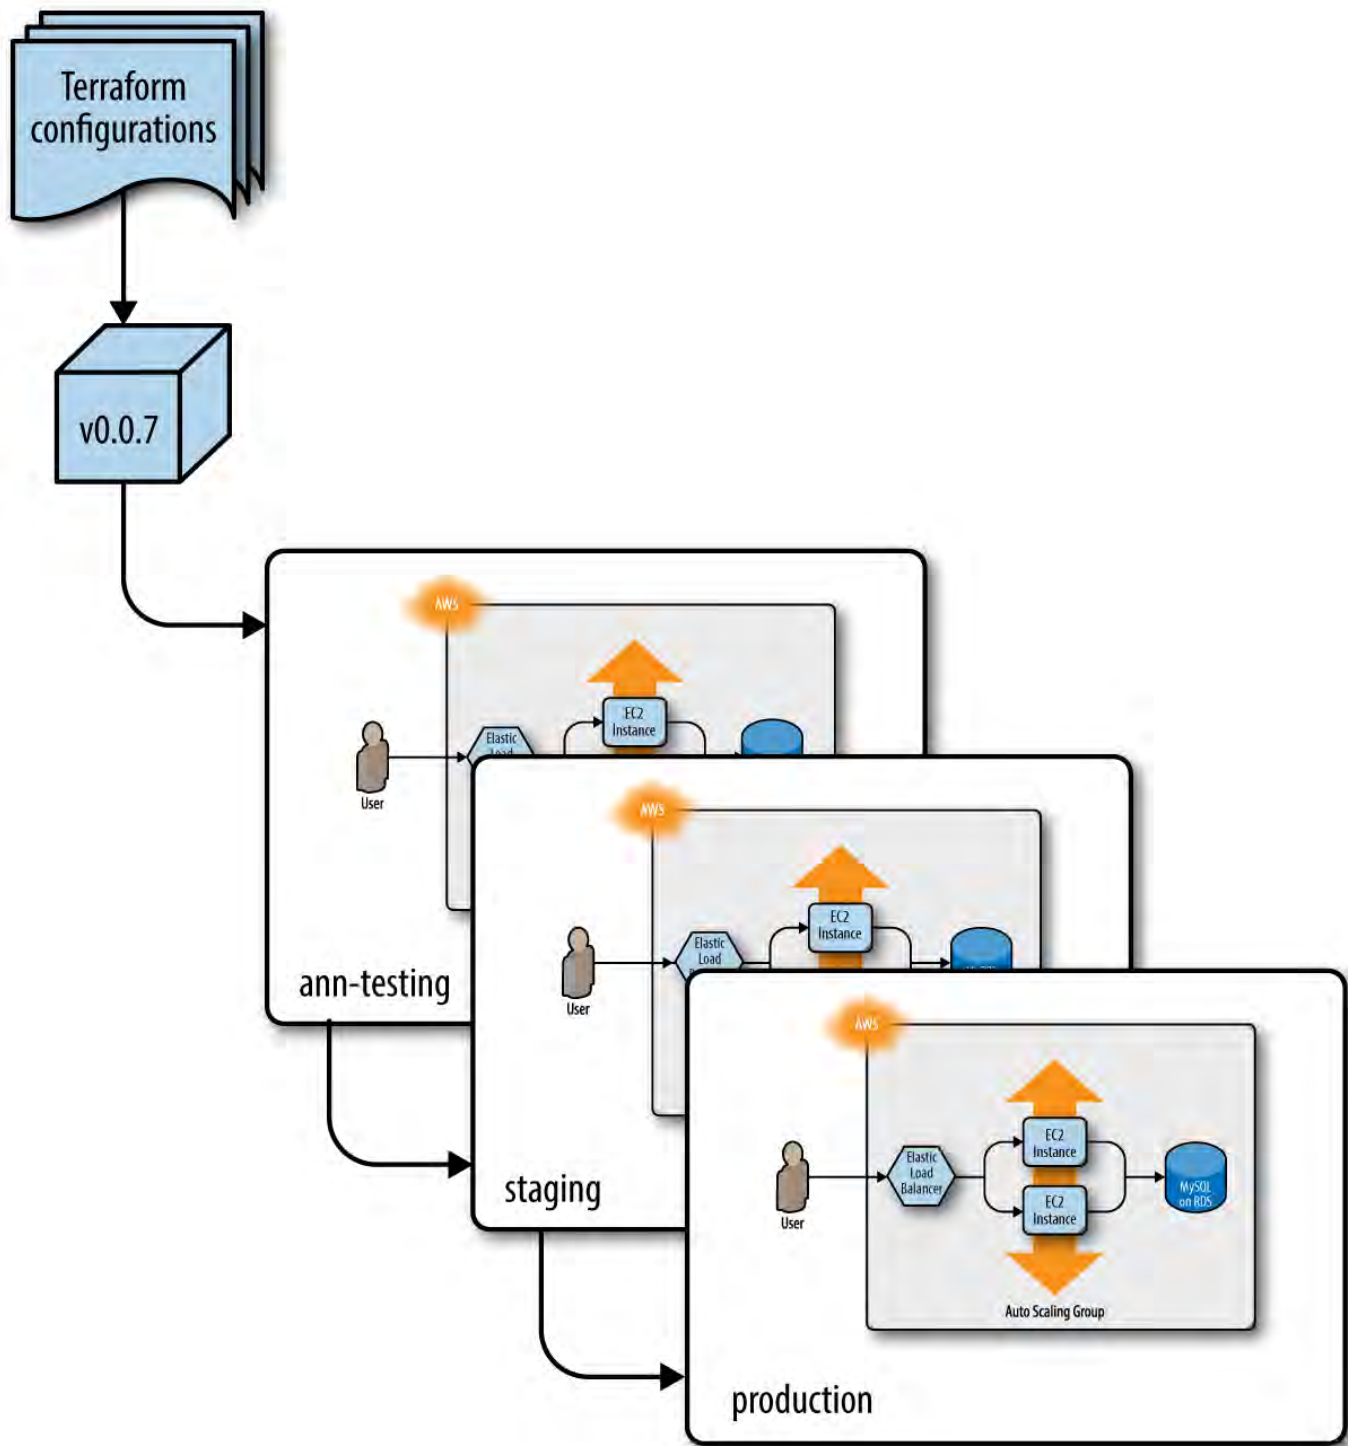 Terraform
configurations
v0.0.7
AWS
EC2
Instance
Elastic
Load
User
ann-testing
AWS
EC2
Instance
Elastic
Load
User
staging
AWS
EC2
Instance
Elastic
Load
Balancer
EC2
Instance
MySQL
on RDS
User
Auto Scaling Group
production